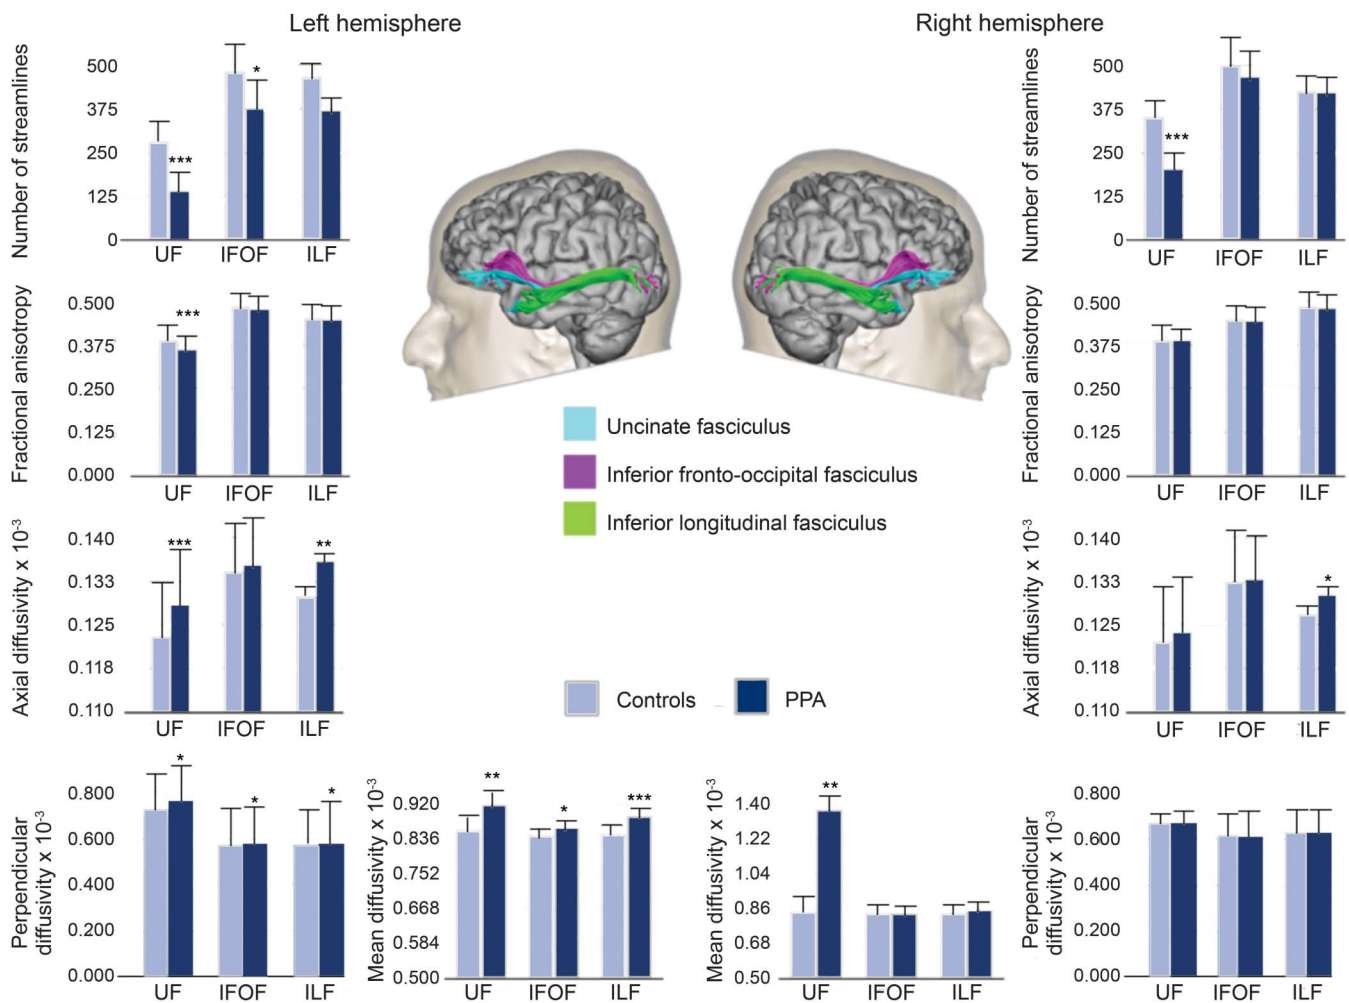 Left hemisphere
Right hemisphere
Number of streamlines
500
375
250
125
0
***
*
UF
IFOF
ILF
Number of streamlines
500
375
250
125
0
***
UF
IFOF
ILF
Fractional anisotropy
0.500
0.375
0.250
0.125
0.000
***
UF
IFOF
ILF
Uncinate fasciculus
Inferior fronto-occipital fasciculus
Inferior longitudinal fasciculus
Fractional anisotropy
0.500
0.375
0.250
0.125
0.000
UF
IFOF
ILF
Axial diffusivity x 10-3
0.140
0.133
0.125
0.118
0.110
***
**
UF
IFOF
ILF
Controls
PPA
Axial diffusivity x 10-3
0.140
0.133
0.125
0.118
0.110
*
UF
IFOF
ILF
Perpendicular
diffusivity x 10-3
0.800
0.600
0.400
0.200
0.000
*
*
*
UF
IFOF
ILF
Mean diffusivity x 10-3
0.920
0.836
0.752
0.668
0.584
0.500
**
*
***
UF
IFOF
ILF
Mean diffusivity x 10-3
1.40
1.22
1.04
0.86
0.68
0.50
**
UF
IFOF
ILF
Perpendicular
diffusivity x 10-3
0.800
0.600
0.400
0.200
0.000
UF
IFOF
ILF